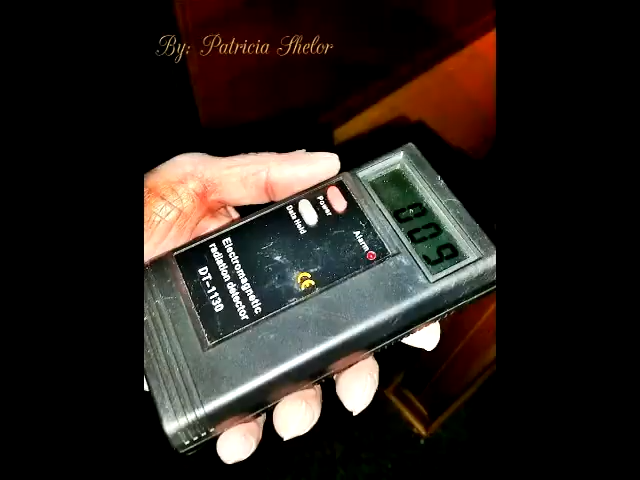 By: Patricia Shelor
Power
Data Hold
Alarm
CE
Electromagnetic
radiation detector
DT-1130
009